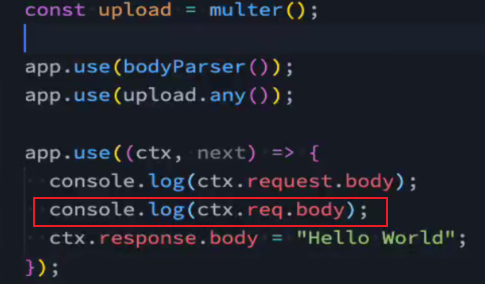 const upload = multer();
app.use(bodyParser());
app.use(upload.any());
app.use((ctx, next) => {
console.log(ctx.request.body);
console.log(ctx.req.body);
ctx.response.body = "Hello World";
});